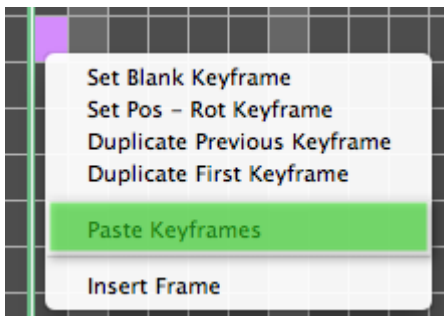 Set Blank Keyframe
Set Pos – Rot Keyframe
Duplicate Previous Keyframe
Duplicate First Keyframe
Paste Keyframes
Insert Frame